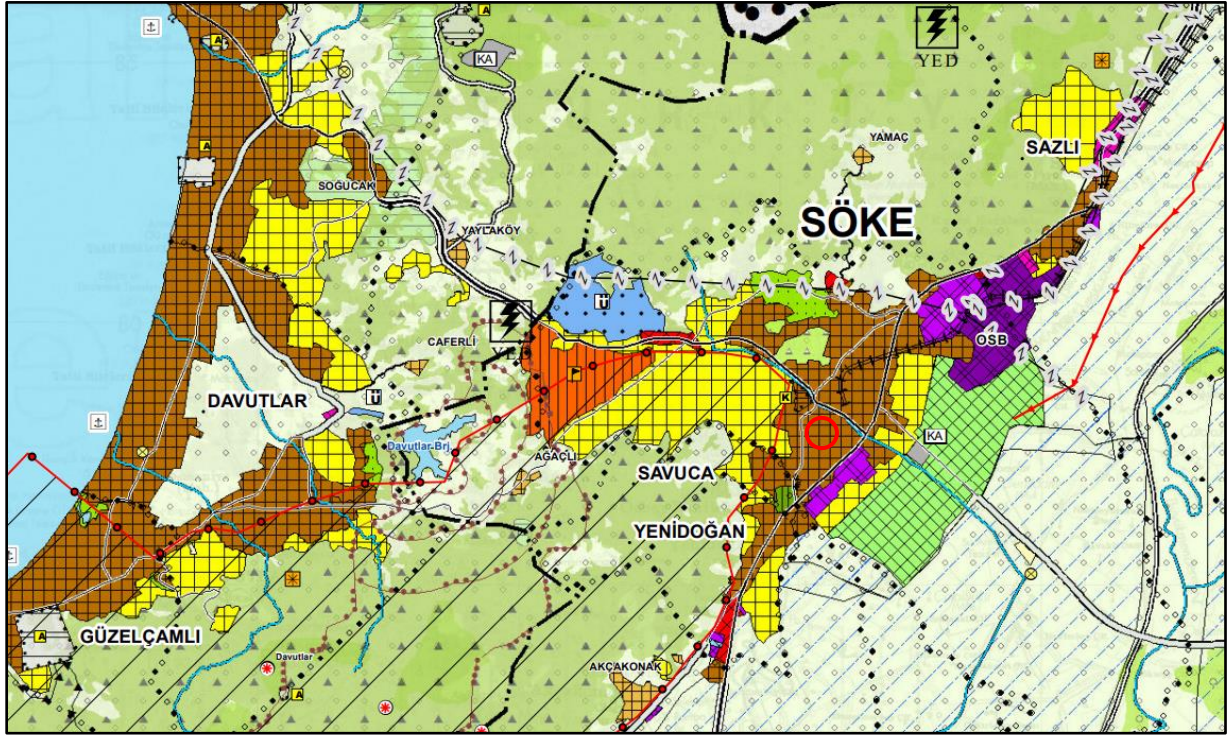 A
A
KA
YED
SAZLI
YAMAÇ
A
SOĞUCAK
SÖKE
YAYLAKÖY
Ü
YED
CAFERLİ
OSB
DAVUTLAR
Ü
K
KA
Davutlar Brj
AĞAÇLI
SAVUCA
YENİDOĞAN
A
GÜZELÇAMLI
Davutlar
A
AKÇAKONAK